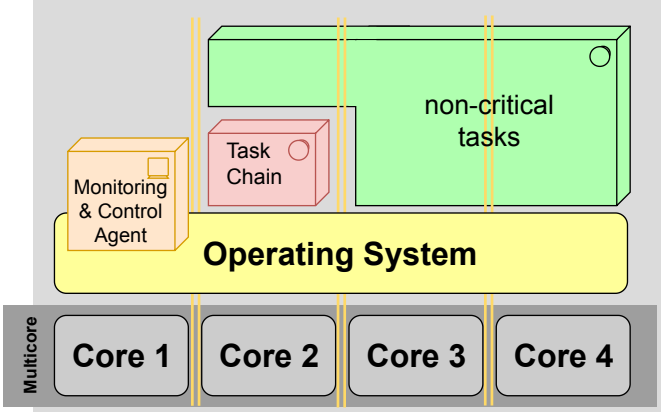 non-critical
tasks
Task
Chain
Monitoring
& Control
Agent
Operating System
Multicore
Core 1
Core 2
Core 3
Core 4